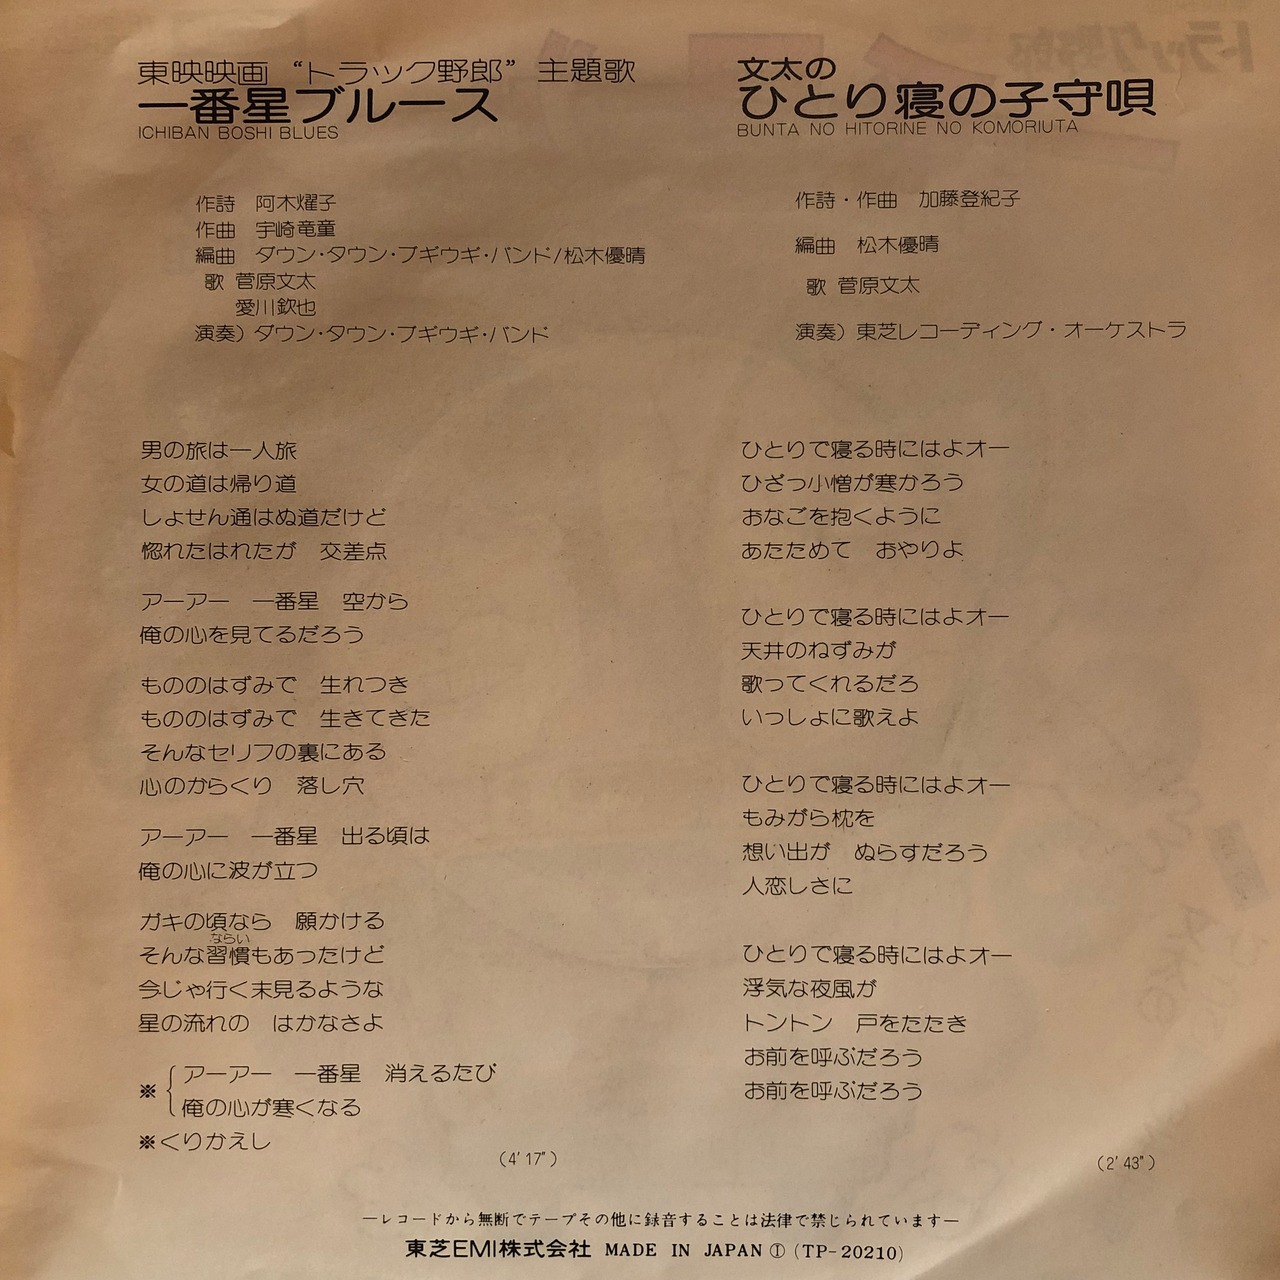 東映映画 “トラック野郎” 主題歌
一番星ブルース
ICHIBAN BOSHI BLUES
作詩 阿木燿子
作曲 宇崎竜童
編曲 ダウン・タウン・ブギウギ・バンド/松木優晴
歌 菅原文太
愛川欽也
演奏) ダウン・タウン・ブギウギ・バンド
男の旅は一人旅
女の道は帰り道
しょせん通はぬ道だけど
惚れたはれたが 交差点
アーアー 一番星 空から
俺の心を見てるだろう
もののはずみで 生れつき
もののはずみで 生きてきた
そんなセリフの裏にある
心のからくり 落し穴
アーアー 一番星 出る頃は
俺の心に波が立つ
ガキの頃なら 願かける
ならい
そんな習慣もあったけど
今じゃ行く末見るような
星の流れの はかなさよ
※ アーアー 一番星 消えるたび
俺の心が寒くなる
※くりかえし
(4′17″)
文太の
ひとり寝の子守唄
BUNTA NO HITORINE NO KOMORIUTA
作詩・作曲 加藤登紀子
編曲 松木優晴
歌 菅原文太
演奏) 東芝レコーディング・オーケストラ
ひとりで寝る時にはよオー
ひざっ小僧が寒かろう
おなごを抱くように
あたためて おやりよ
ひとりで寝る時にはよオー
天井のねずみが
歌ってくれるだろ
いっしょに歌えよ
ひとりで寝る時にはよオー
もみがら枕を
想い出が ぬらすだろう
人恋しさに
ひとりで寝る時にはよオー
浮気な夜風が
トントン 戸をたたき
お前を呼ぶだろう
お前を呼ぶだろう
(2′43″)
―レコードから無断でテープその他に録音することは法律で禁じられています―
東芝EMI株式会社 MADE IN JAPAN Ⓘ (TP-20210)